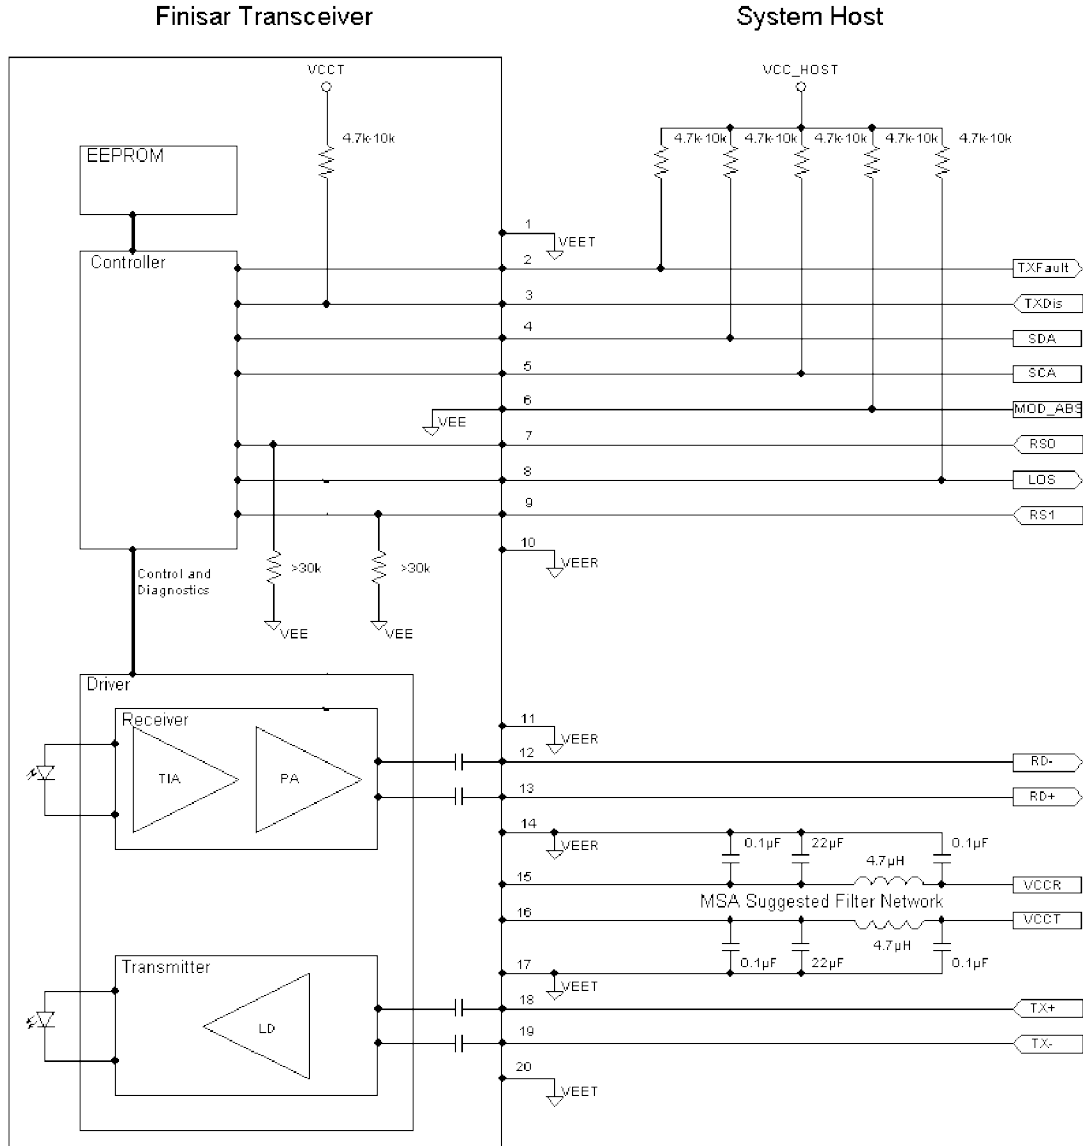 Finisar Transceiver
System Host
VCCT
VCC_HOST
4.7k-10k
4.7k-10k
4.7k-10k
4.7k-10k
4.7k-10k
4.7k-10k
EEPROM
1
VEET
Controller
2
TXFault
3
TXDis
4
SDA
5
SCA
6
MOD_ABS
VEE
7
RS0
8
LOS
9
RS1
10
VEER
Control and
Diagnostics
>30k
>30k
VEE
VEE
Driver
Receiver
11
VEER
TIA
PA
12
RD-
13
RD+
14
VEER
0.1µF
22µF
4.7µH
0.1µF
15
VCCR
MSA Suggested Filter Network
16
VCCT
4.7µH
0.1µF
22µF
0.1µF
17
VEET
Transmitter
LD
18
TX+
19
TX-
20
VEET